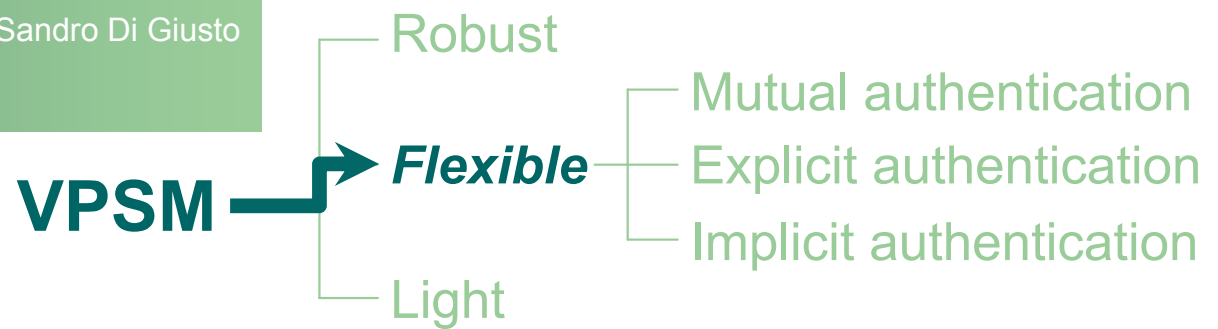 Sandro Di Giusto
VPSM
Robust
Flexible
Light
Mutual authentication
Explicit authentication
Implicit authentication